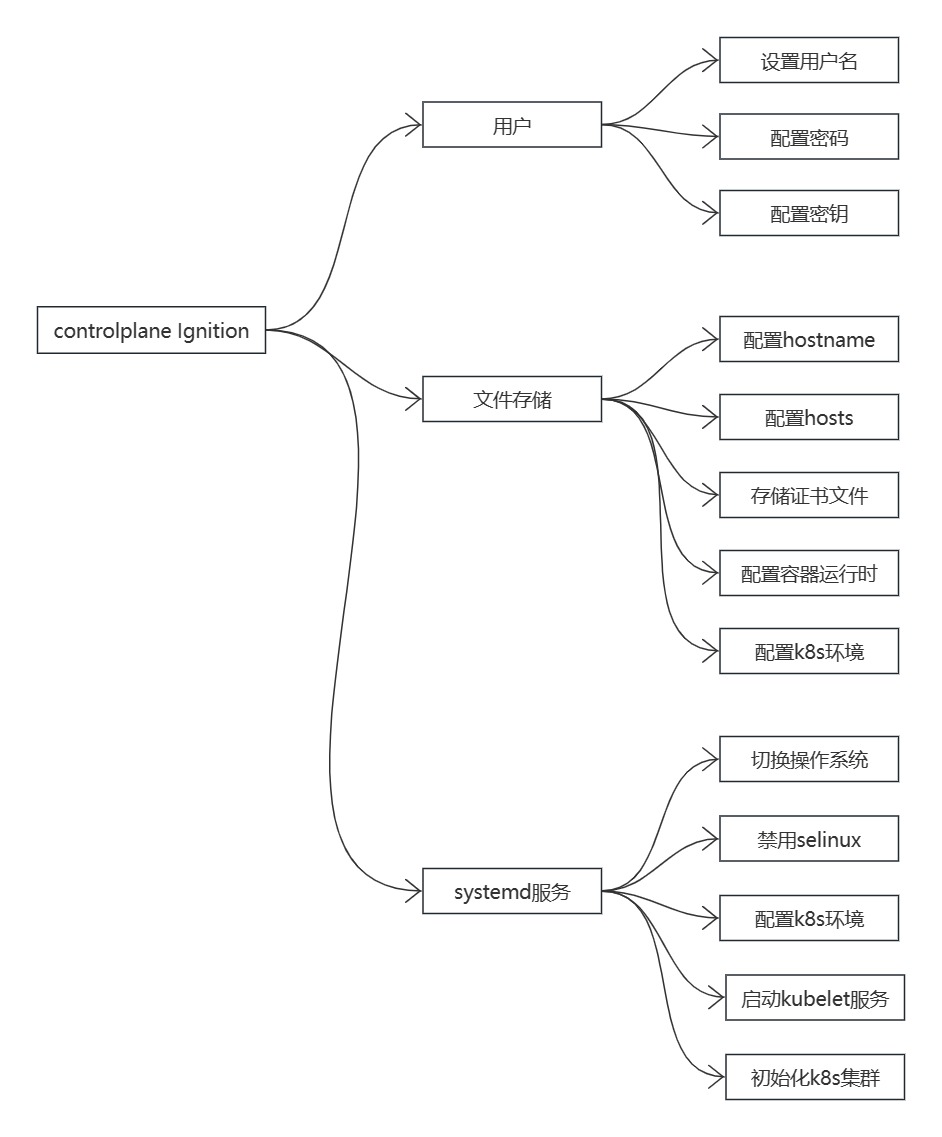 controlplane Ignition
用户
设置用户名
配置密码
配置密钥
文件存储
配置hostname
配置hosts
存储证书文件
配置容器运行时
配置k8s环境
systemd服务
切换操作系统
禁用selinux
配置k8s环境
启动kubelet服务
初始化k8s集群